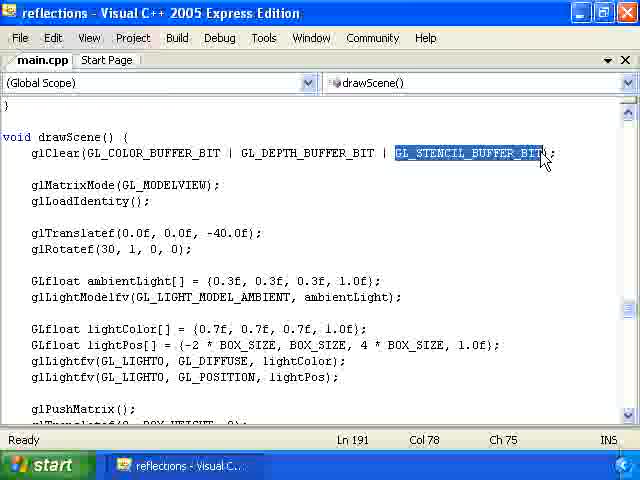 reflections - Visual C++ 2005 Express Edition
File Edit View Project Build Debug Tools Window Community Help
main.cpp Start Page
(Global Scope) drawScene()
}
void drawScene() {
glClear(GL_COLOR_BUFFER_BIT | GL_DEPTH_BUFFER_BIT | GL_STENCIL_BUFFER_BIT);
glMatrixMode(GL_MODELVIEW);
glLoadIdentity();
glTranslatef(0.0f, 0.0f, -40.0f);
glRotatef(30, 1, 0, 0);
GLfloat ambientLight[] = {0.3f, 0.3f, 0.3f, 1.0f};
glLightModelfv(GL_LIGHT_MODEL_AMBIENT, ambientLight);
GLfloat lightColor[] = {0.7f, 0.7f, 0.7f, 1.0f};
GLfloat lightPos[] = {-2 * BOX_SIZE, BOX_SIZE, 4 * BOX_SIZE, 1.0f};
glLightfv(GL_LIGHT0, GL_DIFFUSE, lightColor);
glLightfv(GL_LIGHT0, GL_POSITION, lightPos);
glPushMatrix();
glTranslatef(0, BOX_HEIGHT, 0);
Ready Ln 191 Col 78 Ch 75 INS
start reflections - Visual C...